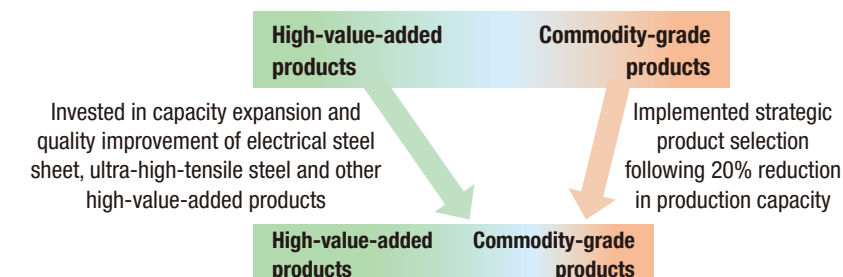 High-value-added
products
Commodity-grade
products
Invested in capacity expansion and
quality improvement of electrical steel
sheet, ultra-high-tensile steel and other
high-value-added products
Implemented strategic
product selection
following 20% reduction
in production capacity
High-value-added
products
Commodity-grade
products